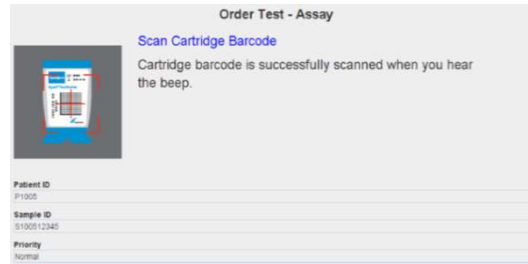 Order Test - Assay
Scan Cartridge Barcode
Cartridge barcode is successfully scanned when you hear
the beep.
Patient ID
P1005
Sample ID
S100512345
Priority
Normal